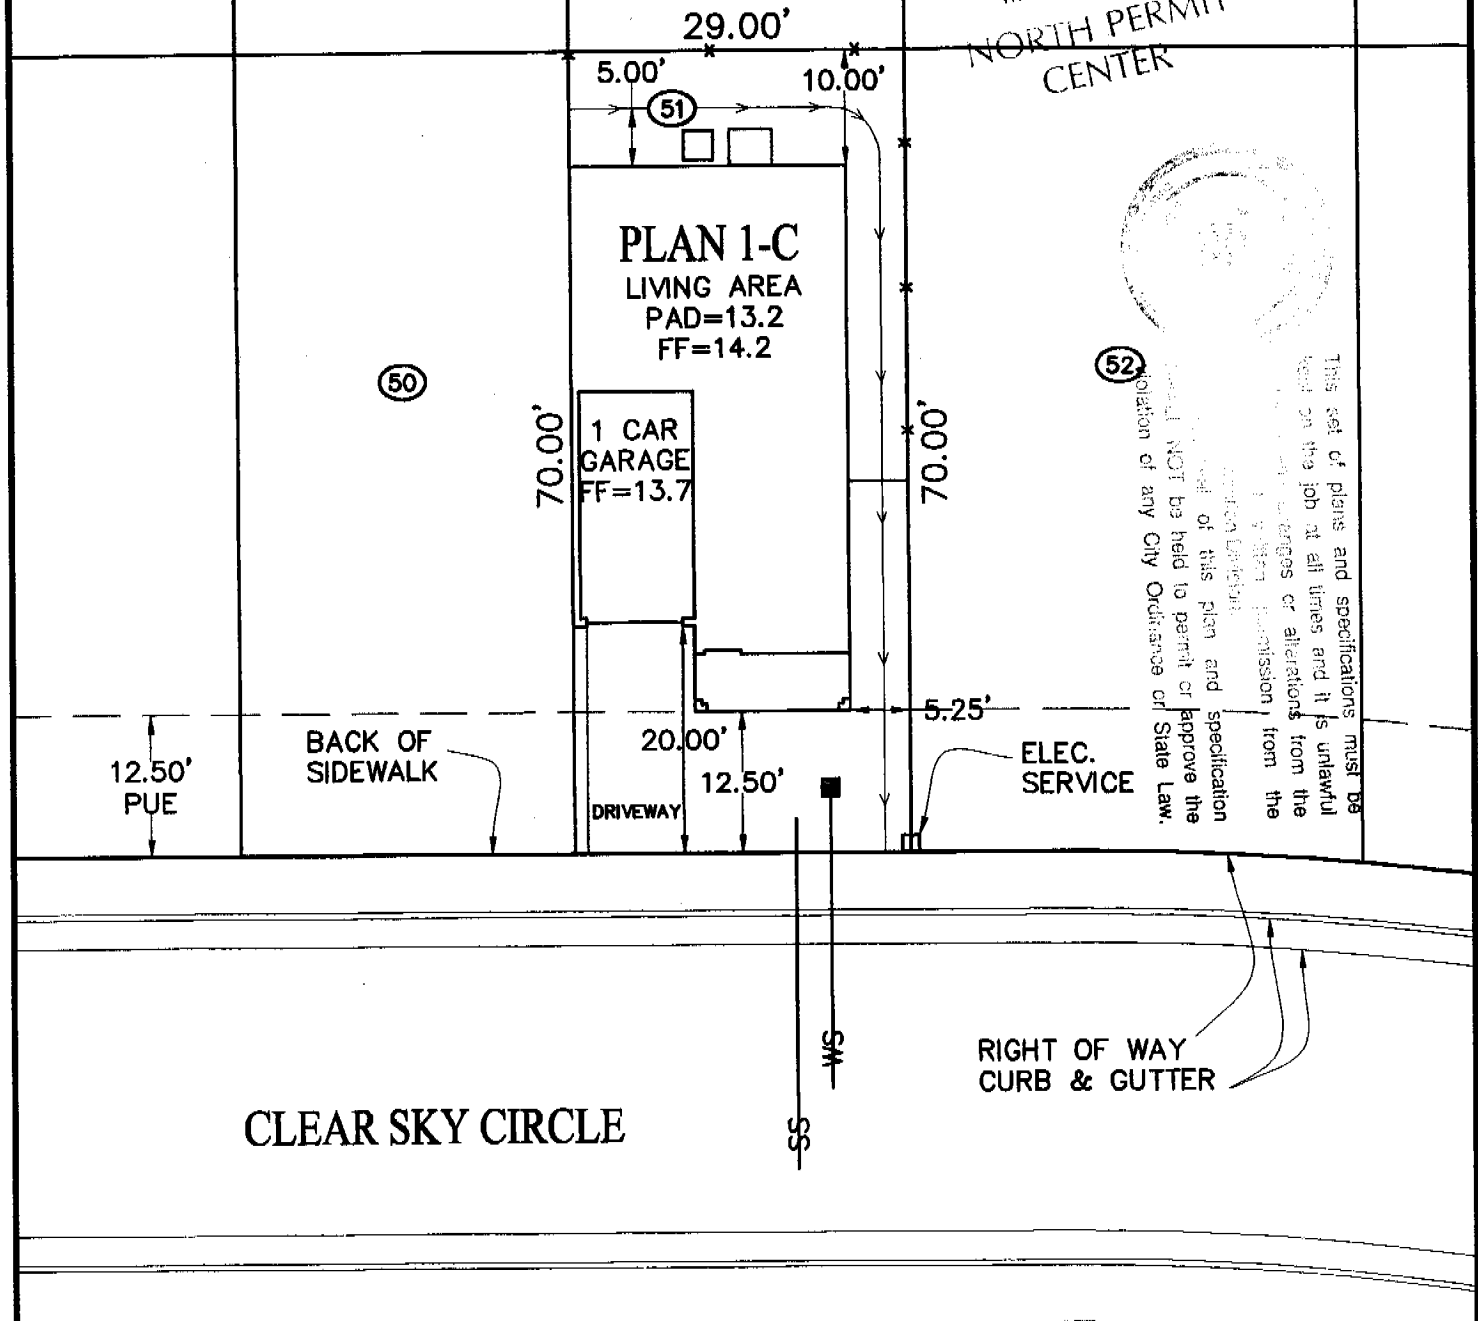 29.00'
NORTH PERMIT
CENTER
5.00'
10.00'
51
PLAN 1-C
LIVING AREA
PAD=13.2
FF=14.2
50
52
70.00'
1 CAR
GARAGE
FF=13.7
70.00'
This set of plans and specifications must be
on the job at all times and it is unlawful
changes or alterations from the
permission from the
Division.
of this plan and specification
NOT be held to permit or approve the
violation of any City Ordinance or State Law.
5.25'
20.00'
12.50'
BACK OF
SIDEWALK
12.50'
PUE
DRIVEWAY
ELEC.
SERVICE
WS
SS
RIGHT OF WAY
CURB & GUTTER
CLEAR SKY CIRCLE